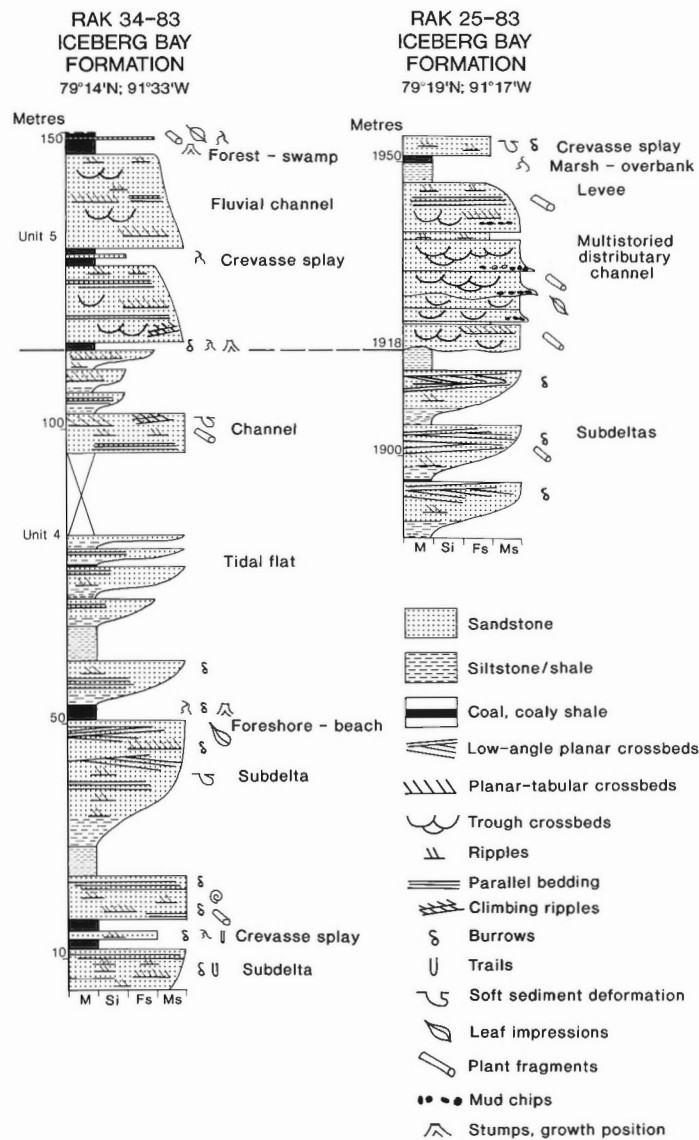 RAK 34-83
ICEBERG BAY
FORMATION
79°14'N; 91°33'W
Metres
150
Forest - swamp
Fluvial channel
Unit 5
Crevasse splay
100
Channel
Unit 4
Tidal flat
50
Foreshore - beach
Subdelta
Crevasse splay
10
Subdelta
M Si Fs Ms
RAK 25-83
ICEBERG BAY
FORMATION
79°19'N; 91°17'W
Metres
Crevasse splay
1950
Marsh - overbank
Levee
Multistoried
distributary
channel
1918
Subdeltas
1900
M Si Fs Ms
Sandstone
Siltstone/shale
Coal, coaly shale
Low-angle planar crossbeds
Planar-tabular crossbeds
Trough crossbeds
Ripples
Parallel bedding
Climbing ripples
Burrows
Trails
Soft sediment deformation
Leaf impressions
Plant fragments
Mud chips
Stumps, growth position